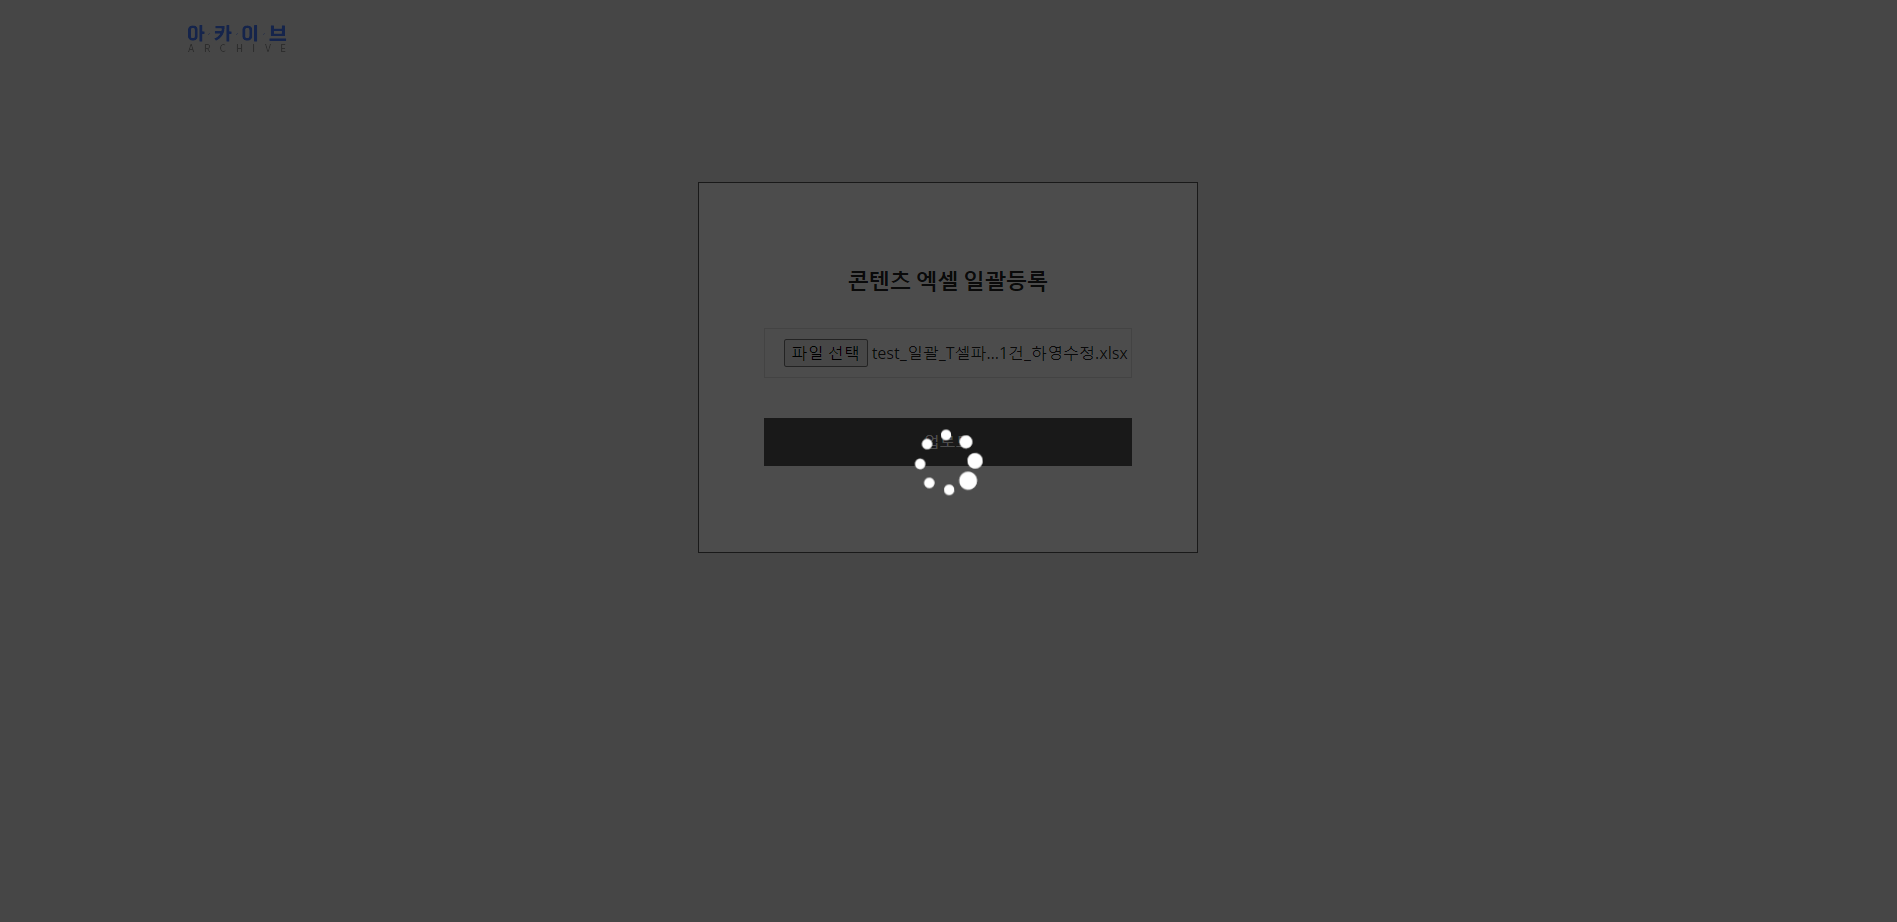 아카이브
ARCHIVE
콘텐츠 엑셀 일괄등록
파일 선택 test_일괄_T셀파...1건_하영수정.xlsx